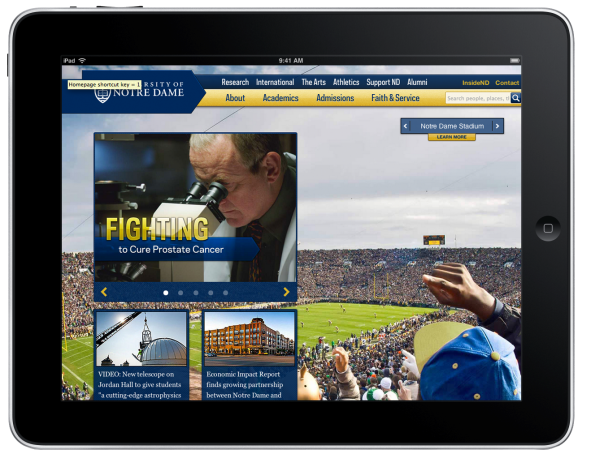 iPad
9:41 AM
Homepage shortcut key = 1
RSITY OF
NOTRE DAME
Research International The Arts Athletics Support ND Alumni
InsideND Contact
About Academics Admissions Faith & Service
Search people, places,
Notre Dame Stadium
LEARN MORE
FIGHTING
to Cure Prostate Cancer
VIDEO: New telescope on
Jordan Hall to give students
"a cutting-edge astrophysics
Economic Impact Report
finds growing partnership
between Notre Dame and